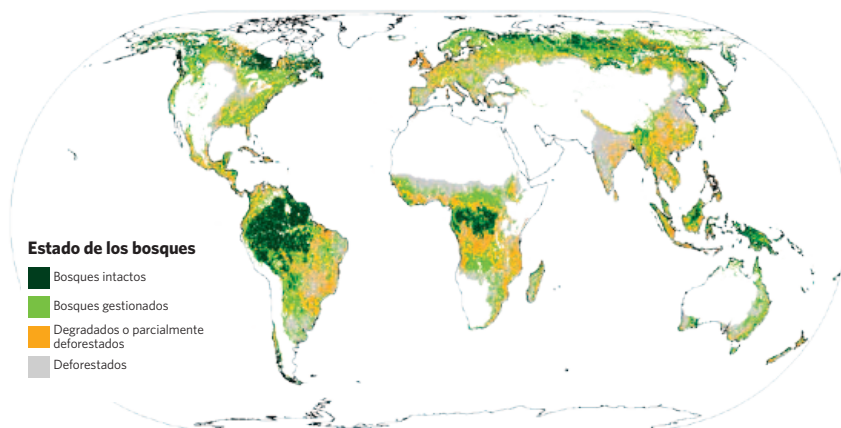 Estado de los bosques
Bosques intactos
Bosques gestionados
Degradados o parcialmente
deforestados
Deforestados